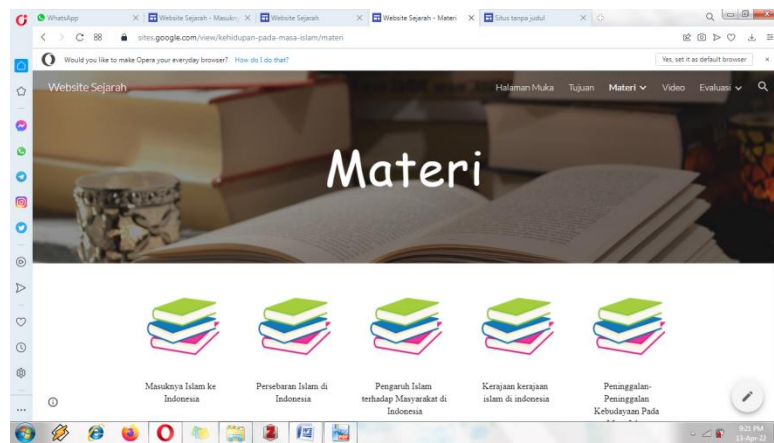 WhatsApp
Website Sejarah - Masukny
Website Sejarah
Website Sejarah - Materi
Situs tanpa judul
88
sites.google.com/view/kehidupan-pada-masa-islam/materi
Would you like to make Opera your everyday browser? How do I do that?
Yes, set it as default browser
Website Sejarah
Halaman Muka
Tujuan
Materi
Video
Evaluasi
Materi
Masuknya Islam ke
Indonesia
Persebaran Islam di
Indonesia
Pengaruh Islam
terhadap Masyarakat di
Indonesia
Kerajaan kerajaan
islam di indonesia
Peninggalan-
Peninggalan
Kebudayaan Pada
9:21 PM
13-Apr-22